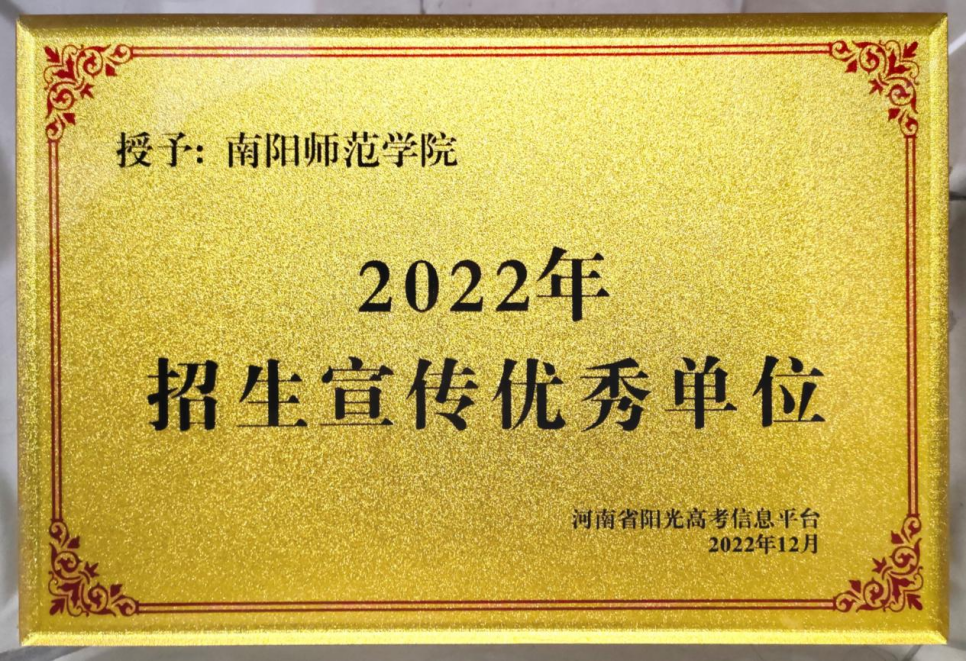 授予: 南阳师范学院
2022年
招生宣传优秀单位
河南省阳光高考信息平台
2022年12月